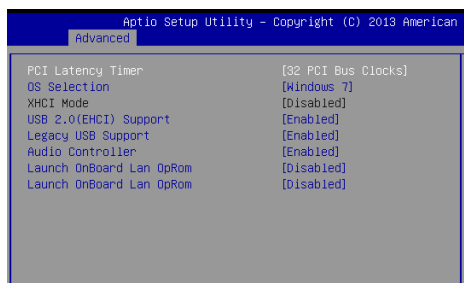 Aptio Setup Utility – Copyright (C) 2013 American
Advanced
PCI Latency Timer [32 PCI Bus Clocks]
OS Selection [Windows 7]
XHCI Mode [Disabled]
USB 2.0(EHCI) Support [Enabled]
Legacy USB Support [Enabled]
Audio Controller [Enabled]
Launch OnBoard Lan OpRom [Disabled]
Launch OnBoard Lan OpRom [Disabled]